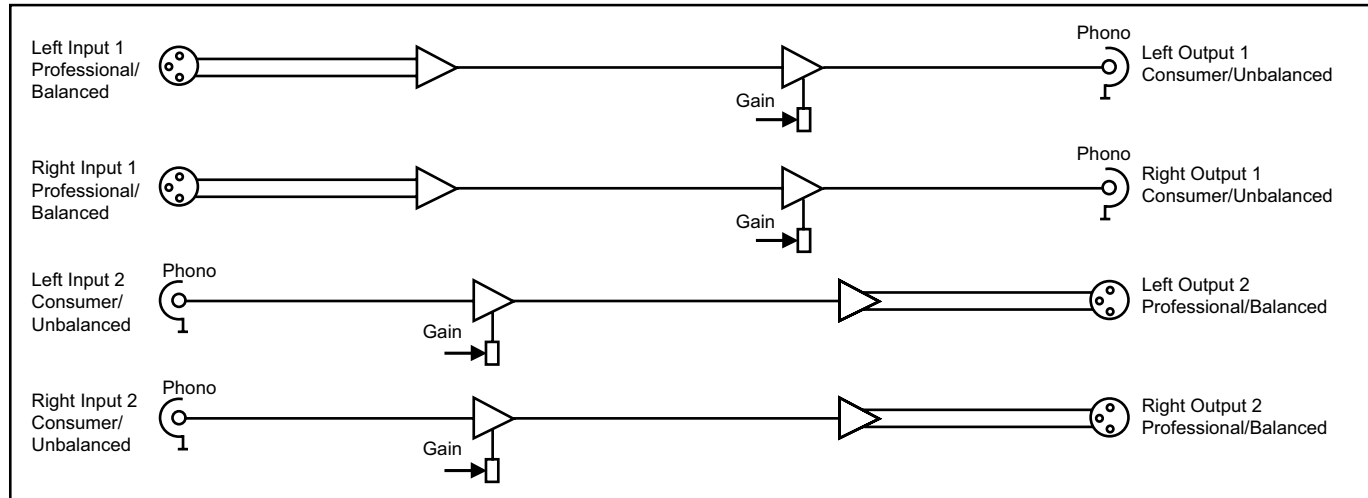 Left Input 1
Professional/
Balanced
Gain
Phono
Left Output 1
Consumer/Unbalanced
Right Input 1
Professional/
Balanced
Gain
Phono
Right Output 1
Consumer/Unbalanced
Left Input 2
Consumer/
Unbalanced
Phono
Gain
Left Output 2
Professional/Balanced
Right Input 2
Consumer/
Unbalanced
Phono
Gain
Right Output 2
Professional/Balanced